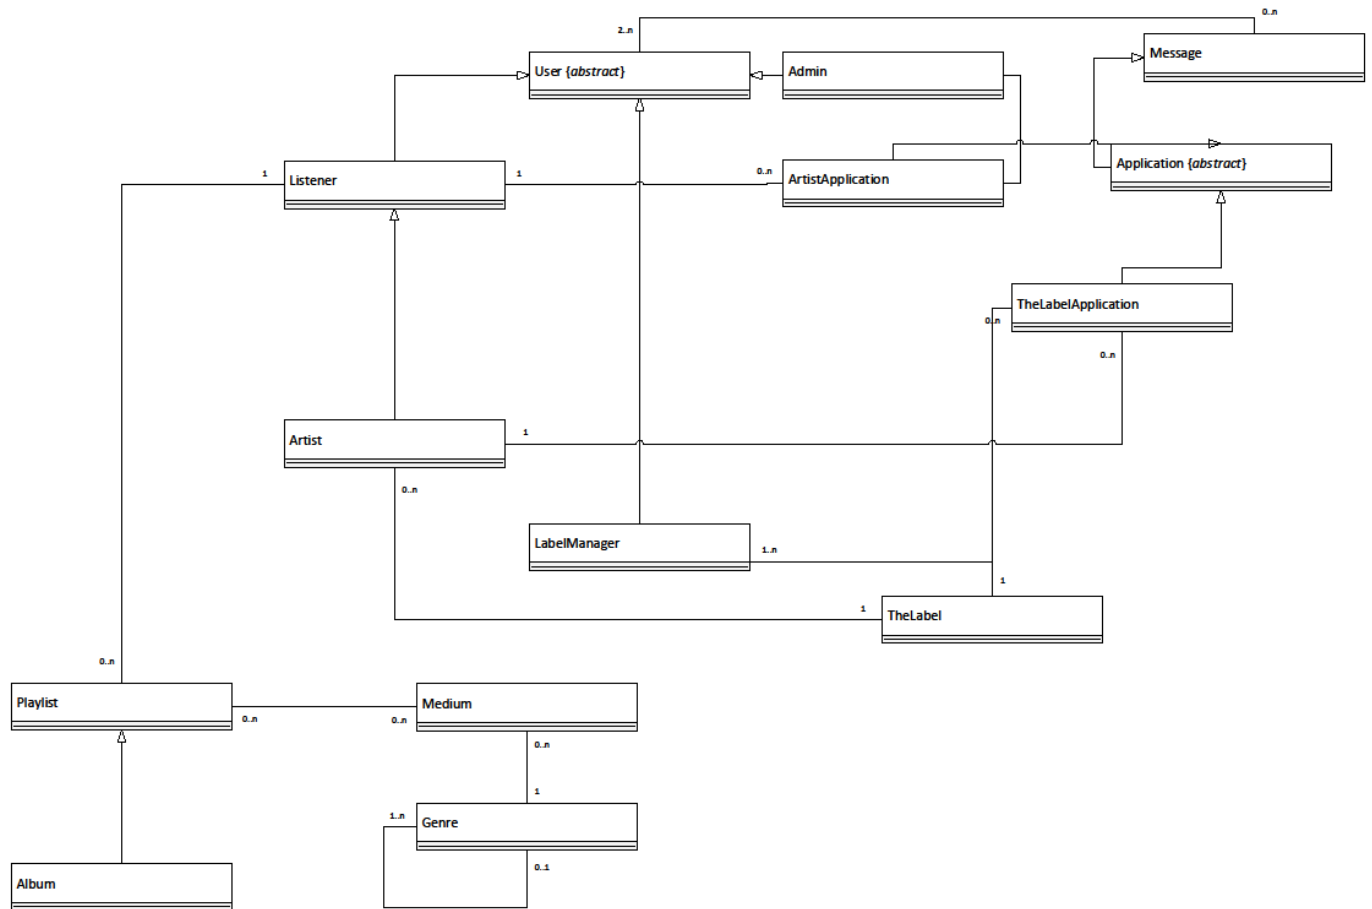 0..n
2..n
User {abstract}
Admin
Message
Application {abstract}
1
Listener
1
0..n
ArtistApplication
TheLabelApplication
0..n
0..n
Artist
1
0..n
LabelManager
1..n
1
1
TheLabel
0..n
Playlist
0..n
0..n
Medium
0..n
1
1..n
Genre
0..1
Album